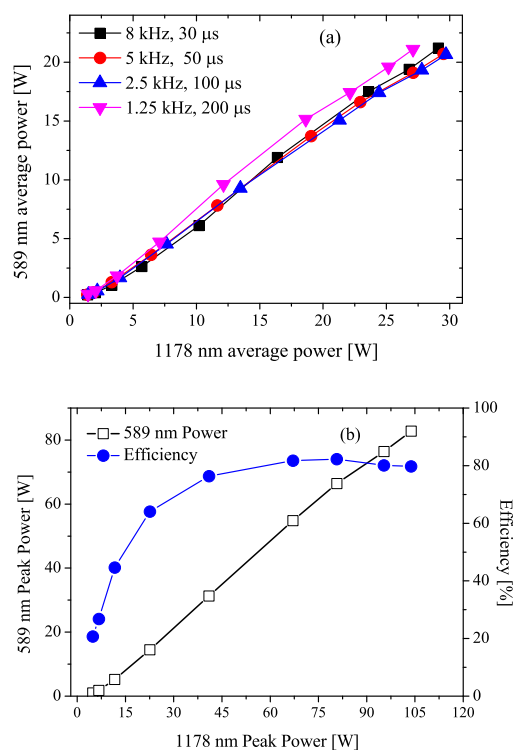 (a)
8 kHz, 30 μs
5 kHz, 50 μs
2.5 kHz, 100 μs
1.25 kHz, 200 μs
20
15
10
5
0
589 nm average power [W]
0 5 10 15 20 25 30
1178 nm average power [W]
(b)
589 nm Power
Efficiency
80
60
40
20
0
589 nm Peak Power [W]
100
80
60
40
20
0
Efficiency [%]
0 15 30 45 60 75 90 105 120
1178 nm Peak Power [W]